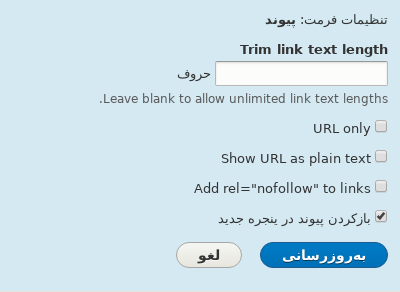 تنظیمات فرمت: پیوند
Trim link text length
حروف
Leave blank to allow unlimited link text lengths.
URL only
Show URL as plain text
Add rel="nofollow" to links
بازکردن پیوند در ینجره جدید
به‌روزرسانی لغو